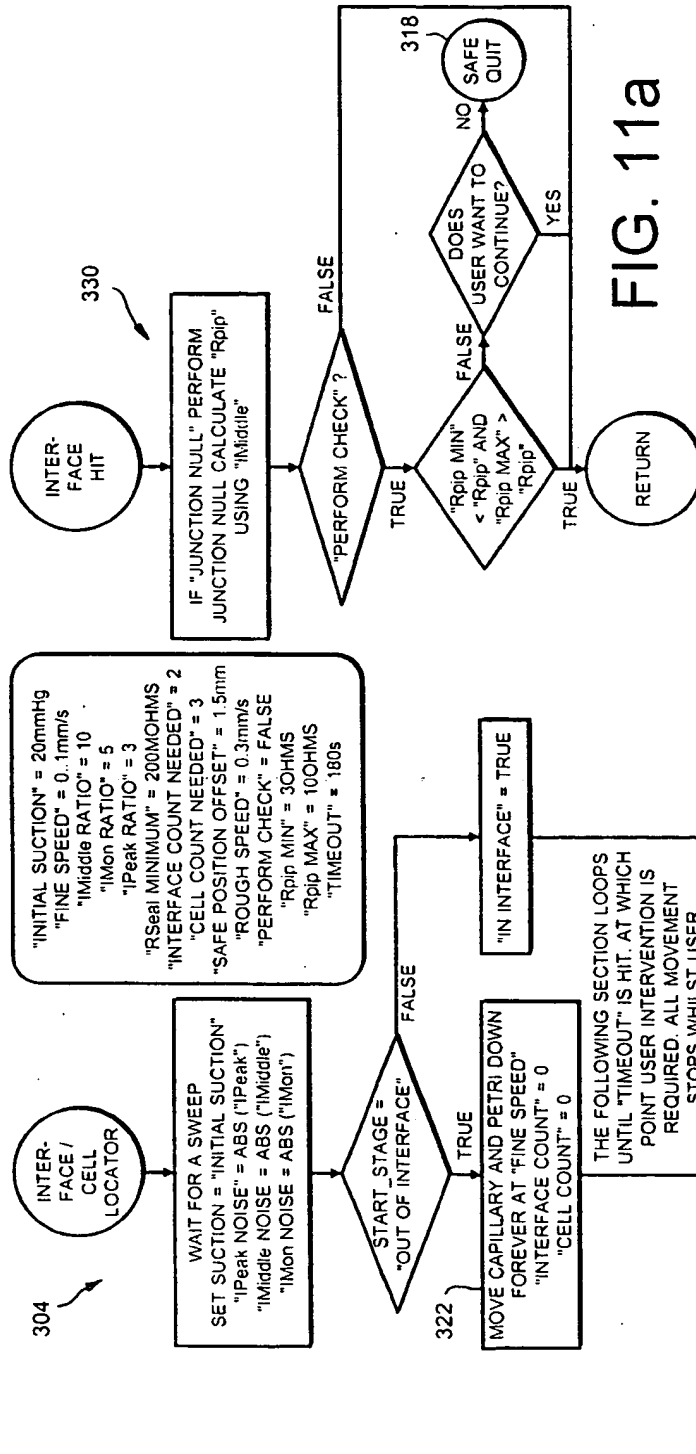 304
INTER-
FACE /
CELL
LOCATOR
WAIT FOR A SWEEP
SET SUCTION = "INITIAL SUCTION"
"IPeak NOISE" = ABS ("IPeak")
"IMiddle NOISE = ABS ("IMiddle")
"IMon NOISE = ABS ("IMon")
START_STAGE =
"OUT OF INTERFACE"
FALSE
TRUE
322
MOVE CAPILLARY AND PETRI DOWN
FOREVER AT "FINE SPEED"
"INTERFACE COUNT" = 0
"CELL COUNT" = 0
"IN INTERFACE" = TRUE
THE FOLLOWING SECTION LOOPS
UNTIL "TIMEOUT" IS HIT. AT WHICH
POINT USER INTERVENTION IS
REQUIRED. ALL MOVEMENT
STOPS WHILST USER
"INITIAL SUCTION" = 20mmHg
"FINE SPEED" = 0..1mm/s
"IMiddle RATIO" = 10
"IMon RATIO" = 5
"IPeak RATIO" = 3
"RSeal MINIMUM" = 200MOHMS
"INTERFACE COUNT NEEDED" = 2
"CELL COUNT NEEDED" = 3
"SAFE POSITION OFFSET" = 1.5mm
"ROUGH SPEED" = 0.3mm/s
"PERFORM CHECK" = FALSE
"Rpip MIN" = 3OHMS
"Rpip MAX" = 10OHMS
"TIMEOUT" = 180s
INTER-
FACE
HIT
330
IF "JUNCTION NULL" PERFORM
JUNCTION NULL CALCULATE "Rpip"
USING "IMiddle"
"PERFORM CHECK" ?
FALSE
TRUE
"Rpip MIN"
< "Rpip" AND
"Rpip MAX" >
"Rpip"
FALSE
TRUE
DOES
USER WANT TO
CONTINUE?
NO
YES
318
SAFE
QUIT
RETURN
FIG. 11a